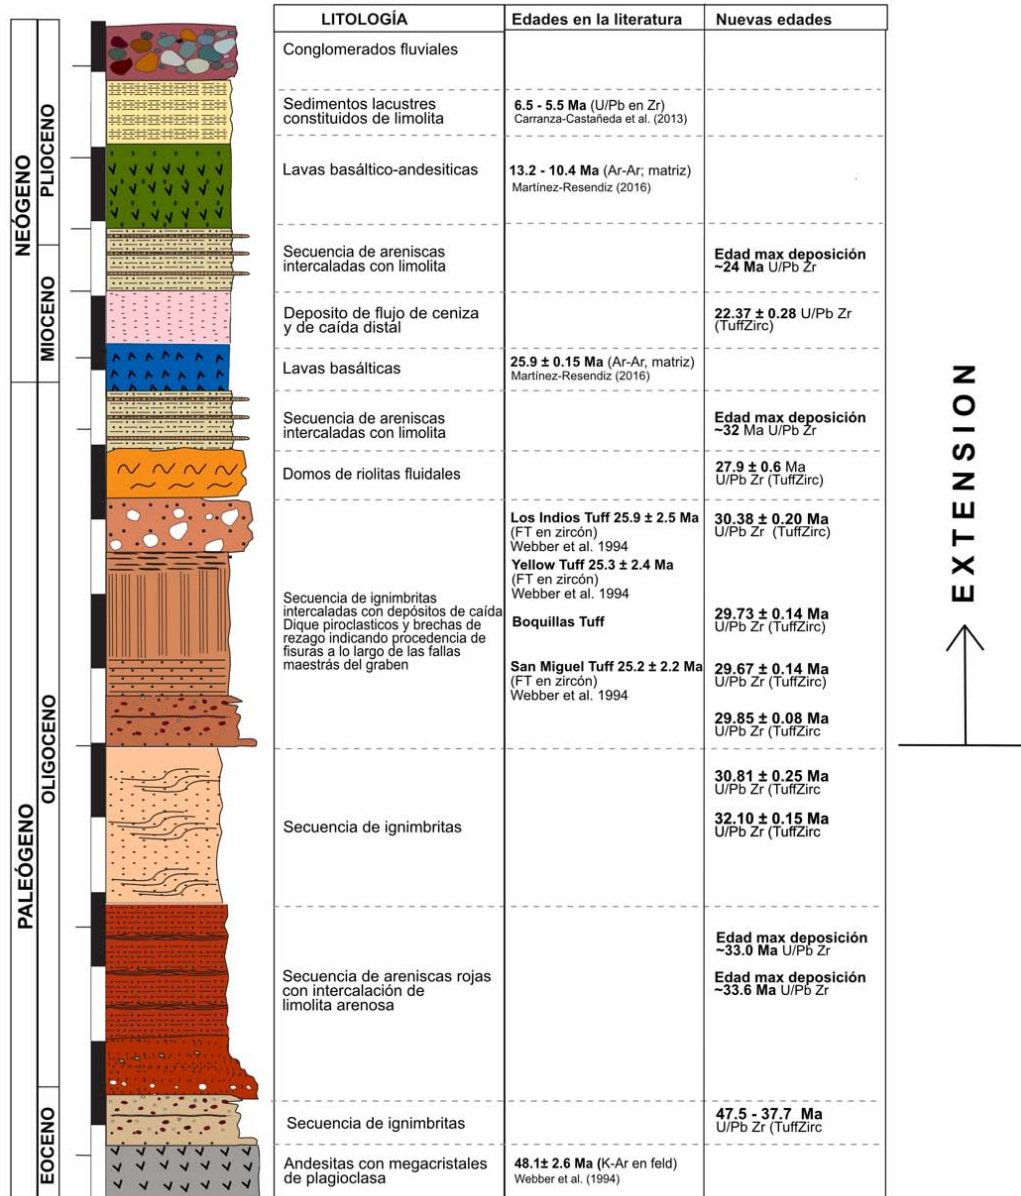 LITOLOGÍA
Edades en la literatura
Nuevas edades
NEÓGENO
PLIOCENO
MIOCENO
PALEÓGENO
OLIGOCENO
EOCENO
Conglomerados fluviales
Sedimentos lacustres
constituidos de limolita
6.5 - 5.5 Ma (U/Pb en Zr)
Carranza-Castañeda et al. (2013)
Lavas basáltico-andesiticas
13.2 - 10.4 Ma (Ar-Ar; matriz)
Martínez-Resendiz (2016)
Secuencia de areniscas
intercaladas con limolita
Edad max deposición
~24 Ma U/Pb Zr
Deposito de flujo de ceniza
y de caída distal
22.37 ± 0.28 U/Pb Zr
(TuffZirc)
Lavas basálticas
25.9 ± 0.15 Ma (Ar-Ar, matriz)
Martínez-Resendiz (2016)
Secuencia de areniscas
intercaladas con limolita
Edad max deposición
~32 Ma U/Pb Zr
Domos de riolitas fluidales
27.9 ± 0.6 Ma
U/Pb Zr (TuffZirc)
Secuencia de ignimbritas
intercaladas con depósitos de caída
Dique piroclasticos y brechas de
rezago indicando procedencia de
fisuras a lo largo de las fallas
maestrás del graben
Los Indios Tuff 25.9 ± 2.5 Ma
(FT en zircón)
Webber et al. 1994
Yellow Tuff 25.3 ± 2.4 Ma
(FT en zircón)
Webber et al. 1994
Boquillas Tuff
San Miguel Tuff 25.2 ± 2.2 Ma
(FT en zircón)
Webber et al. 1994
30.38 ± 0.20 Ma
U/Pb Zr (TuffZirc)
29.73 ± 0.14 Ma
U/Pb Zr (TuffZirc)
29.67 ± 0.14 Ma
U/Pb Zr (TuffZirc)
29.85 ± 0.08 Ma
U/Pb Zr (TuffZirc
Secuencia de ignimbritas
30.81 ± 0.25 Ma
U/Pb Zr (TuffZirc
32.10 ± 0.15 Ma
U/Pb Zr (TuffZirc
Secuencia de areniscas rojas
con intercalación de
limolita arenosa
Edad max deposición
~33.0 Ma U/Pb Zr
Edad max deposición
~33.6 Ma U/Pb Zr
Secuencia de ignimbritas
47.5 - 37.7 Ma
U/Pb Zr (TuffZirc
Andesitas con megacristales
de plagioclasa
48.1± 2.6 Ma (K-Ar en feld)
Webber et al. (1994)
EXTENSION